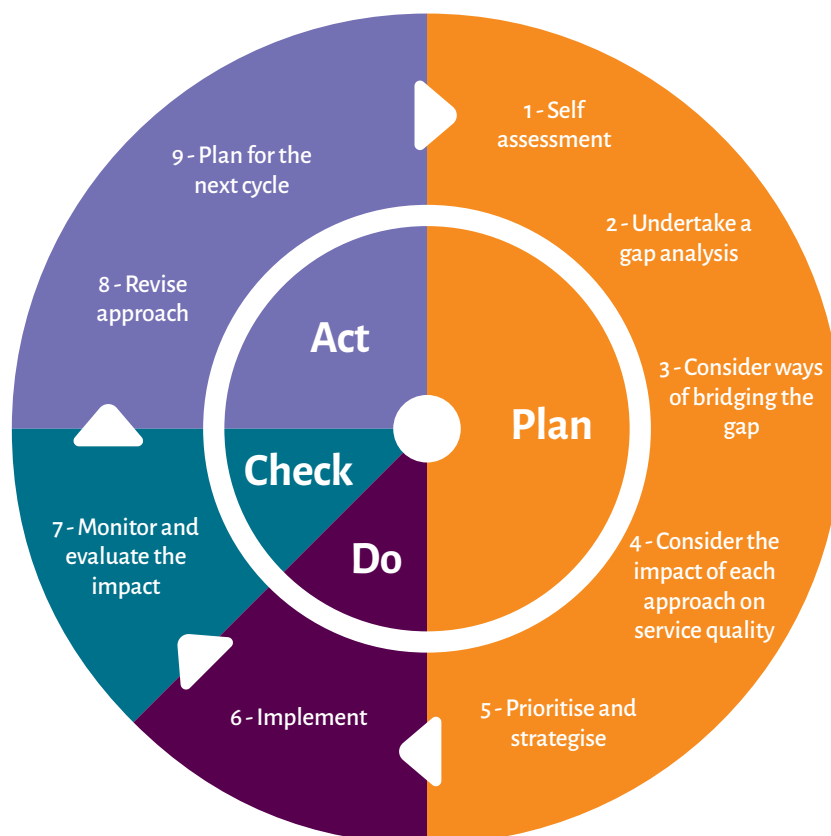 1 - Self
assessment
2 - Undertake a
gap analysis
3 - Consider ways
of bridging the
gap
4 - Consider the
impact of each
approach on
service quality
5 - Prioritise and
strategise
6 - Implement
7 - Monitor and
evaluate the
impact
8 - Revise
approach
9 - Plan for the
next cycle
Plan
Do
Check
Act